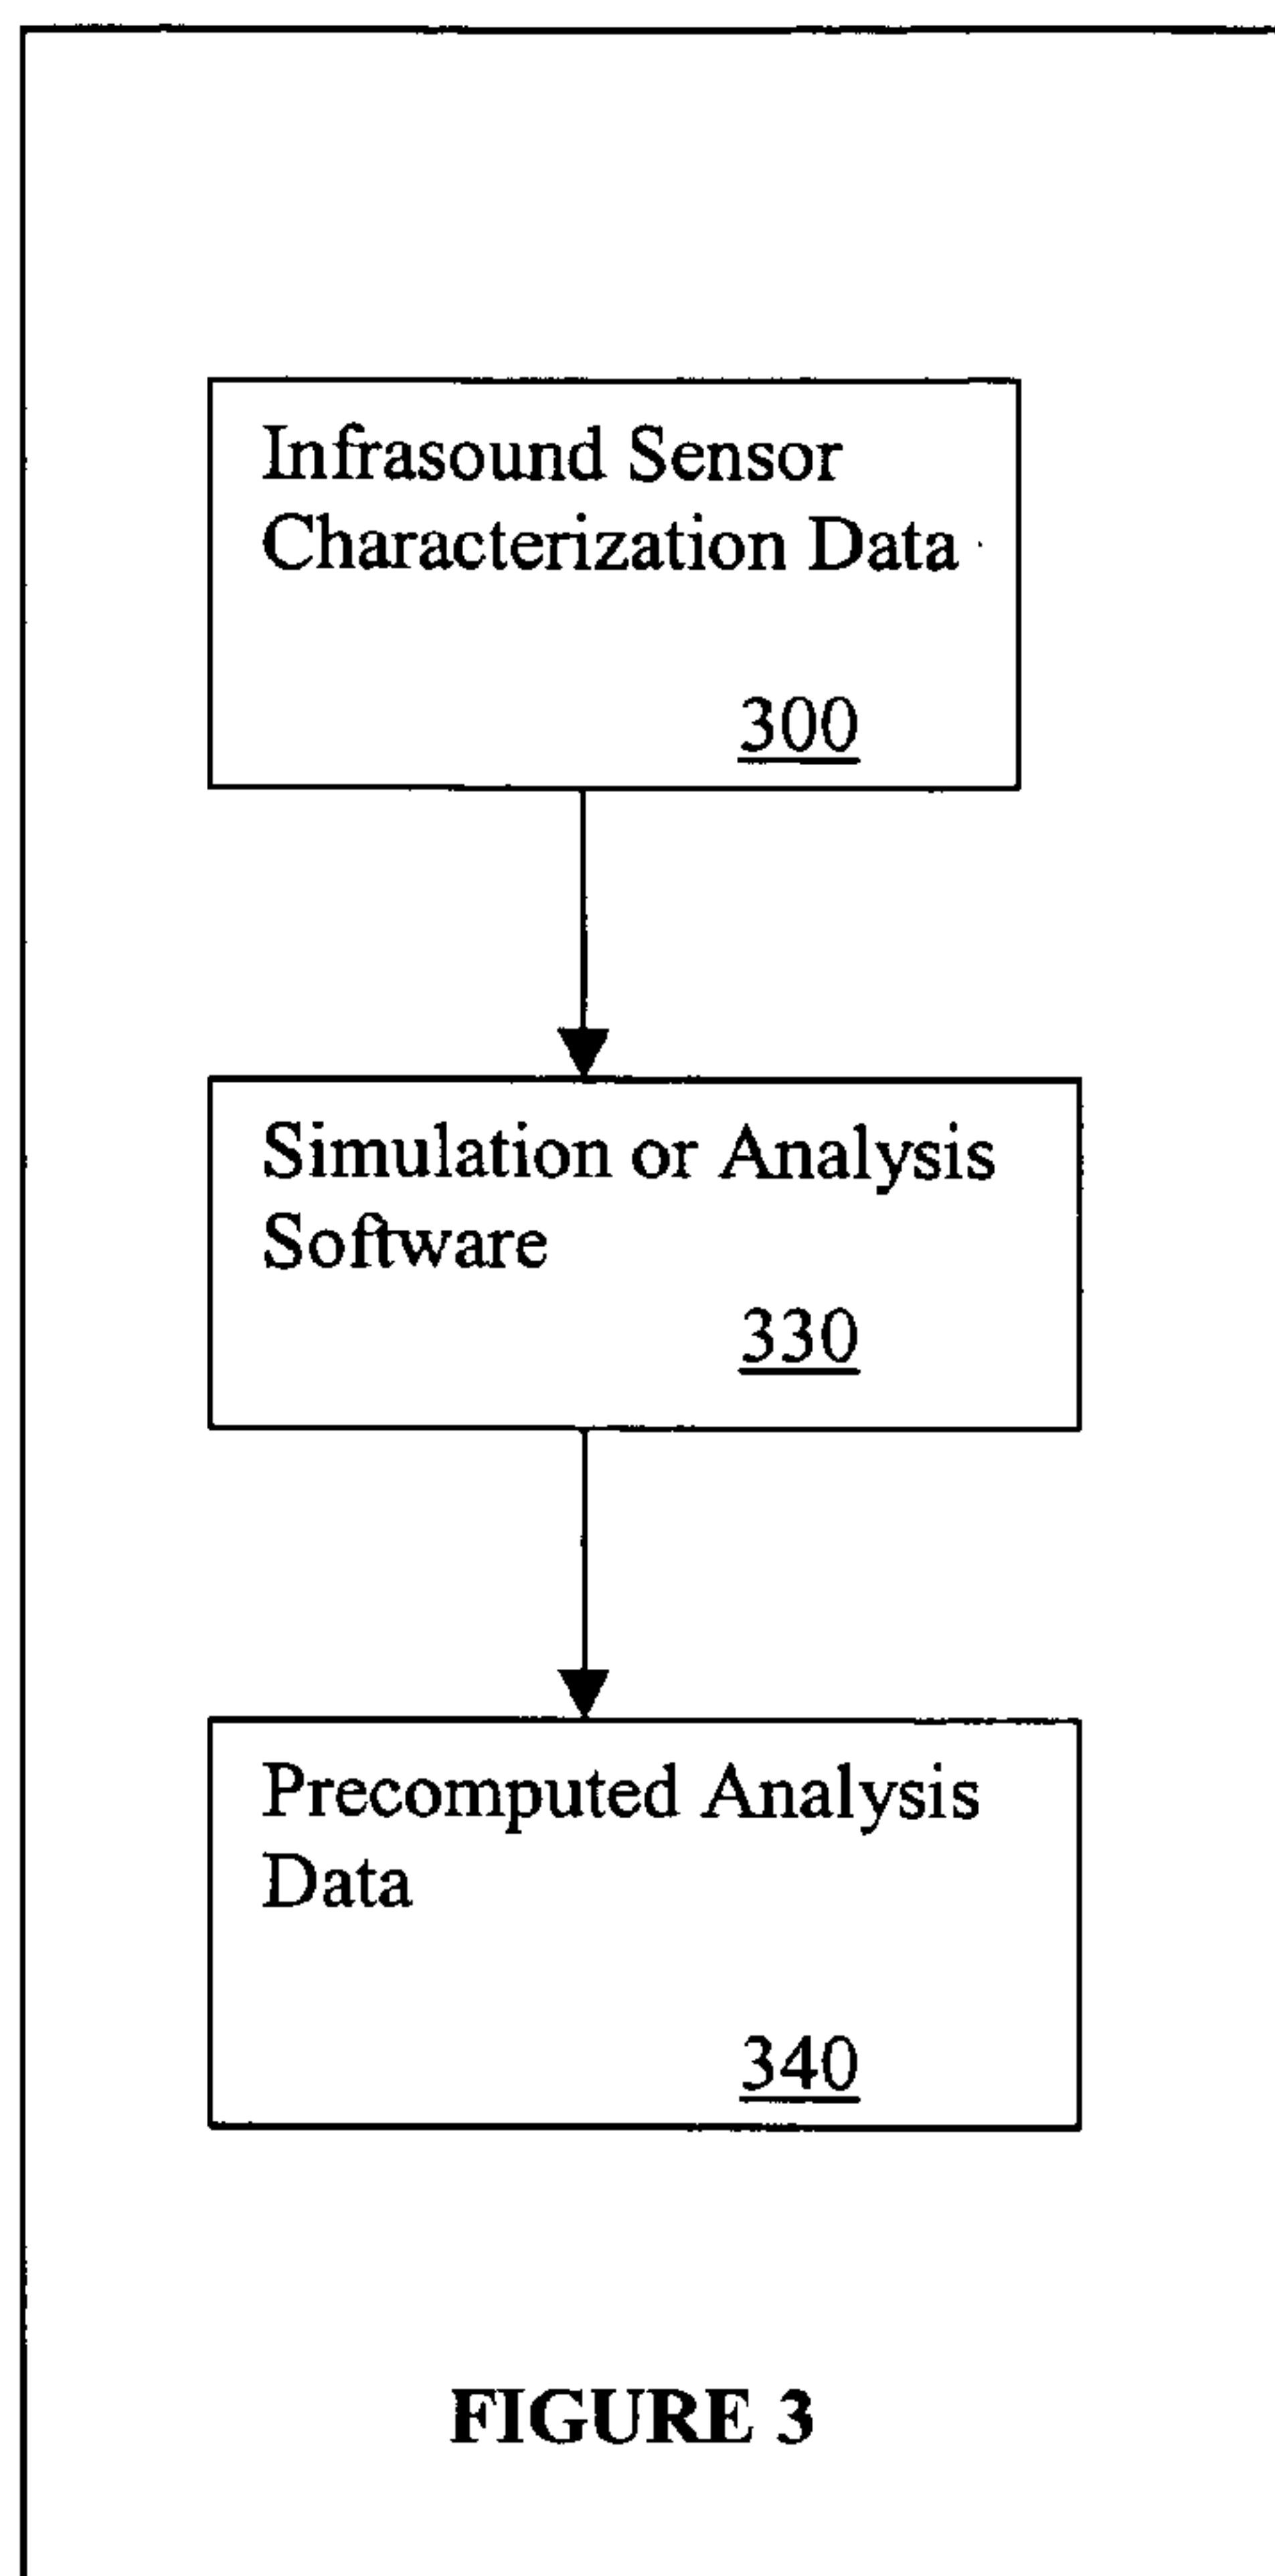 Infrasound Sensor
Characterization Data
300
Simulation or Analysis
Software
330
Precomputed Analysis
Data
340
FIGURE 3